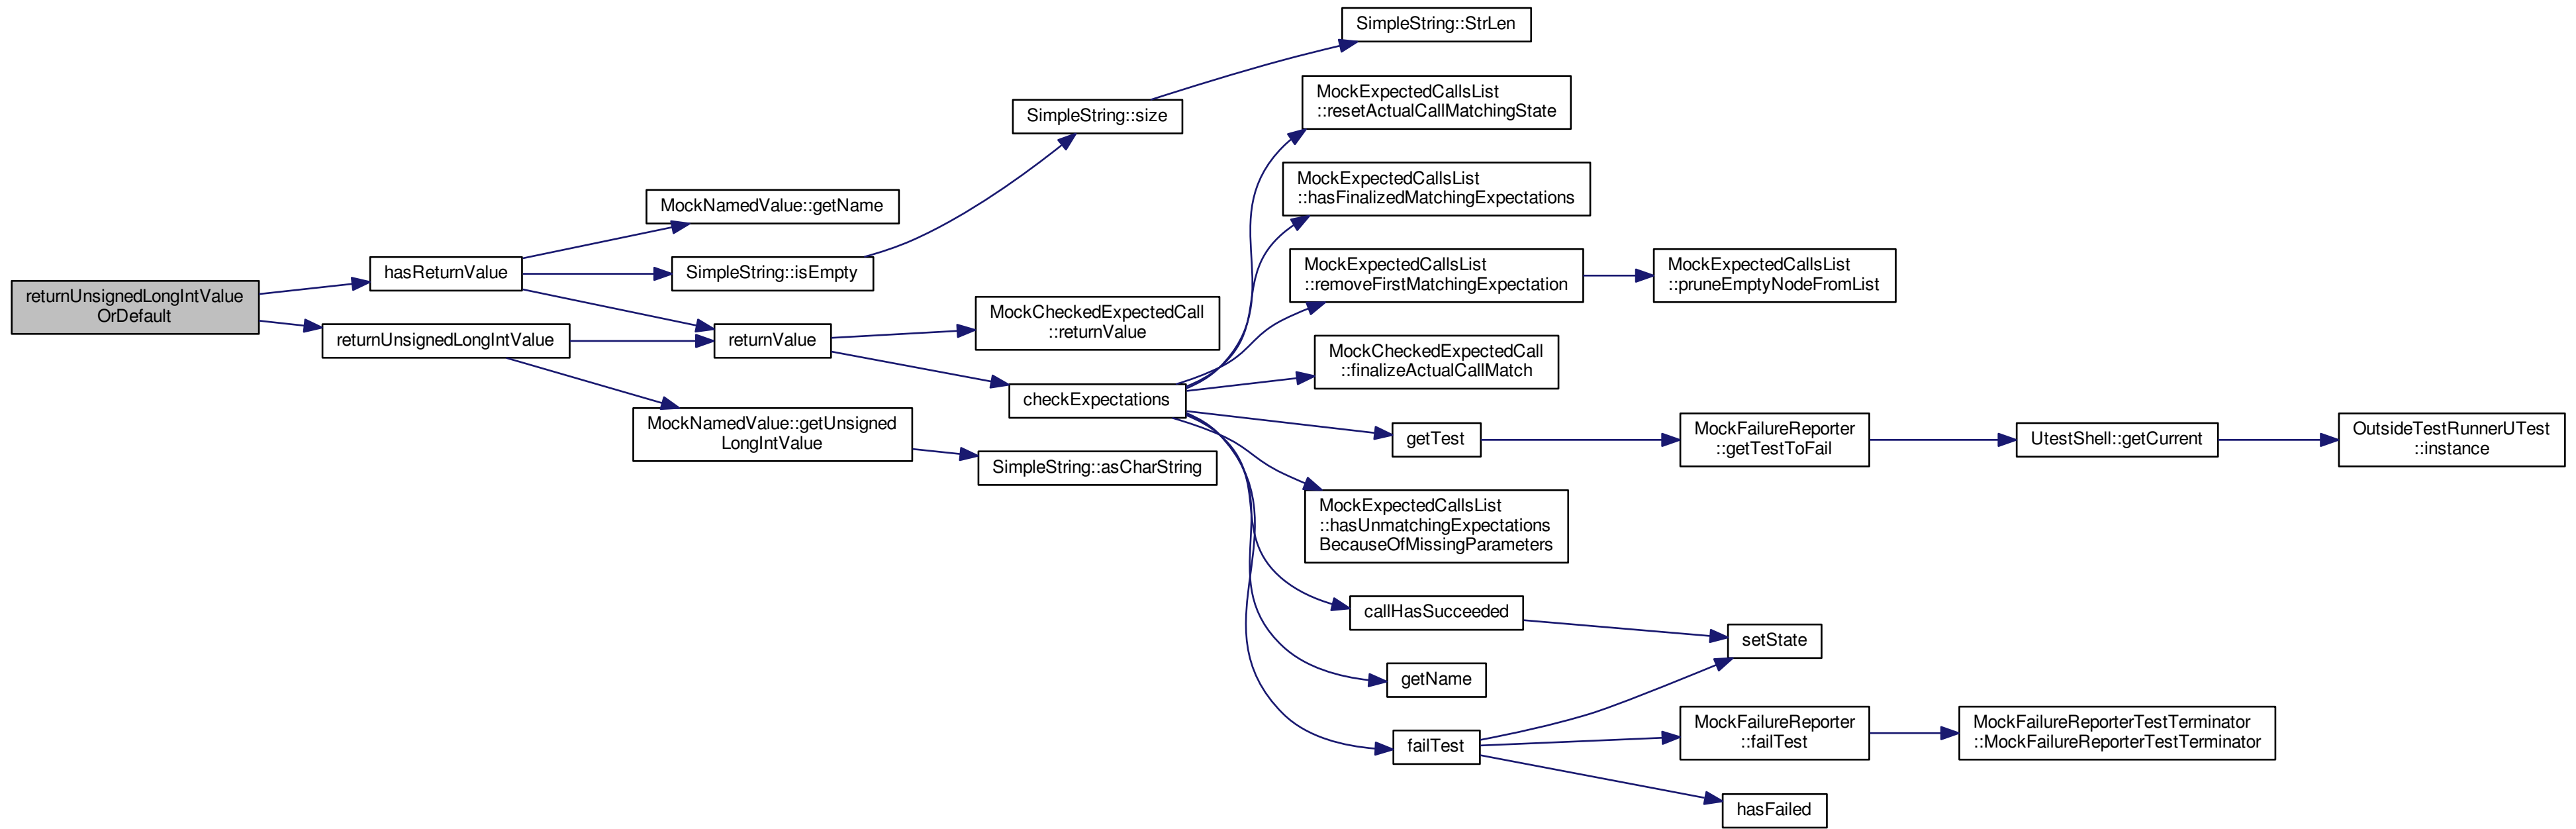 returnUnsignedLongIntValue
OrDefault
hasReturnValue
returnUnsignedLongIntValue
MockNamedValue::getName
SimpleString::isEmpty
returnValue
MockNamedValue::getUnsigned
LongIntValue
SimpleString::size
MockCheckedExpectedCall
::returnValue
checkExpectations
SimpleString::asCharString
SimpleString::StrLen
MockExpectedCallsList
::resetActualCallMatchingState
MockExpectedCallsList
::hasFinalizedMatchingExpectations
MockExpectedCallsList
::removeFirstMatchingExpectation
MockCheckedExpectedCall
::finalizeActualCallMatch
getTest
MockExpectedCallsList
::hasUnmatchingExpectations
BecauseOfMissingParameters
callHasSucceeded
getName
failTest
MockExpectedCallsList
::pruneEmptyNodeFromList
MockFailureReporter
::getTestToFail
setState
MockFailureReporter
::failTest
hasFailed
UtestShell::getCurrent
MockFailureReporterTestTerminator
::MockFailureReporterTestTerminator
OutsideTestRunnerUTest
::instance